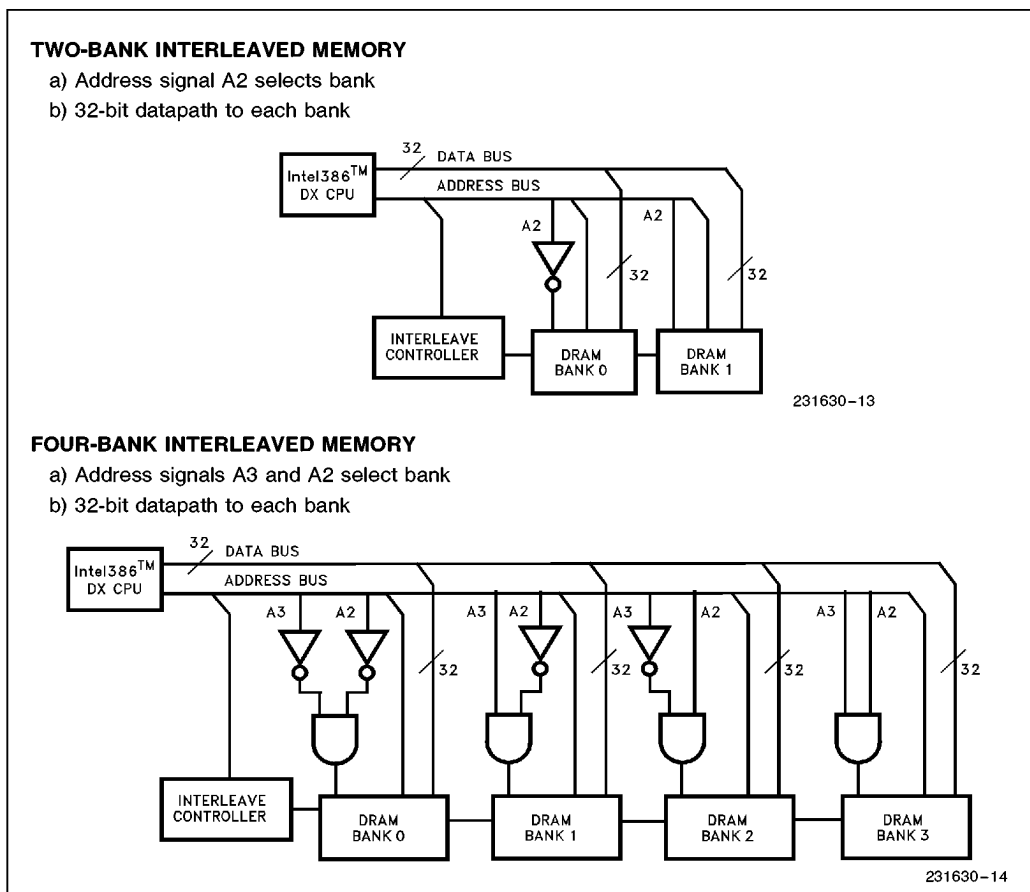 TWO-BANK INTERLEAVED MEMORY
a) Address signal A2 selects bank
b) 32-bit datapath to each bank
32
DATA BUS
Intel386™
DX CPU
ADDRESS BUS
A2
A2
32
32
INTERLEAVE
CONTROLLER
DRAM
BANK 0
DRAM
BANK 1
231630–13
FOUR-BANK INTERLEAVED MEMORY
a) Address signals A3 and A2 select bank
b) 32-bit datapath to each bank
32
DATA BUS
Intel386™
DX CPU
ADDRESS BUS
A3
A2
A3
A2
A3
A2
A3
A2
32
32
32
32
INTERLEAVE
CONTROLLER
DRAM
BANK 0
DRAM
BANK 1
DRAM
BANK 2
DRAM
BANK 3
231630–14